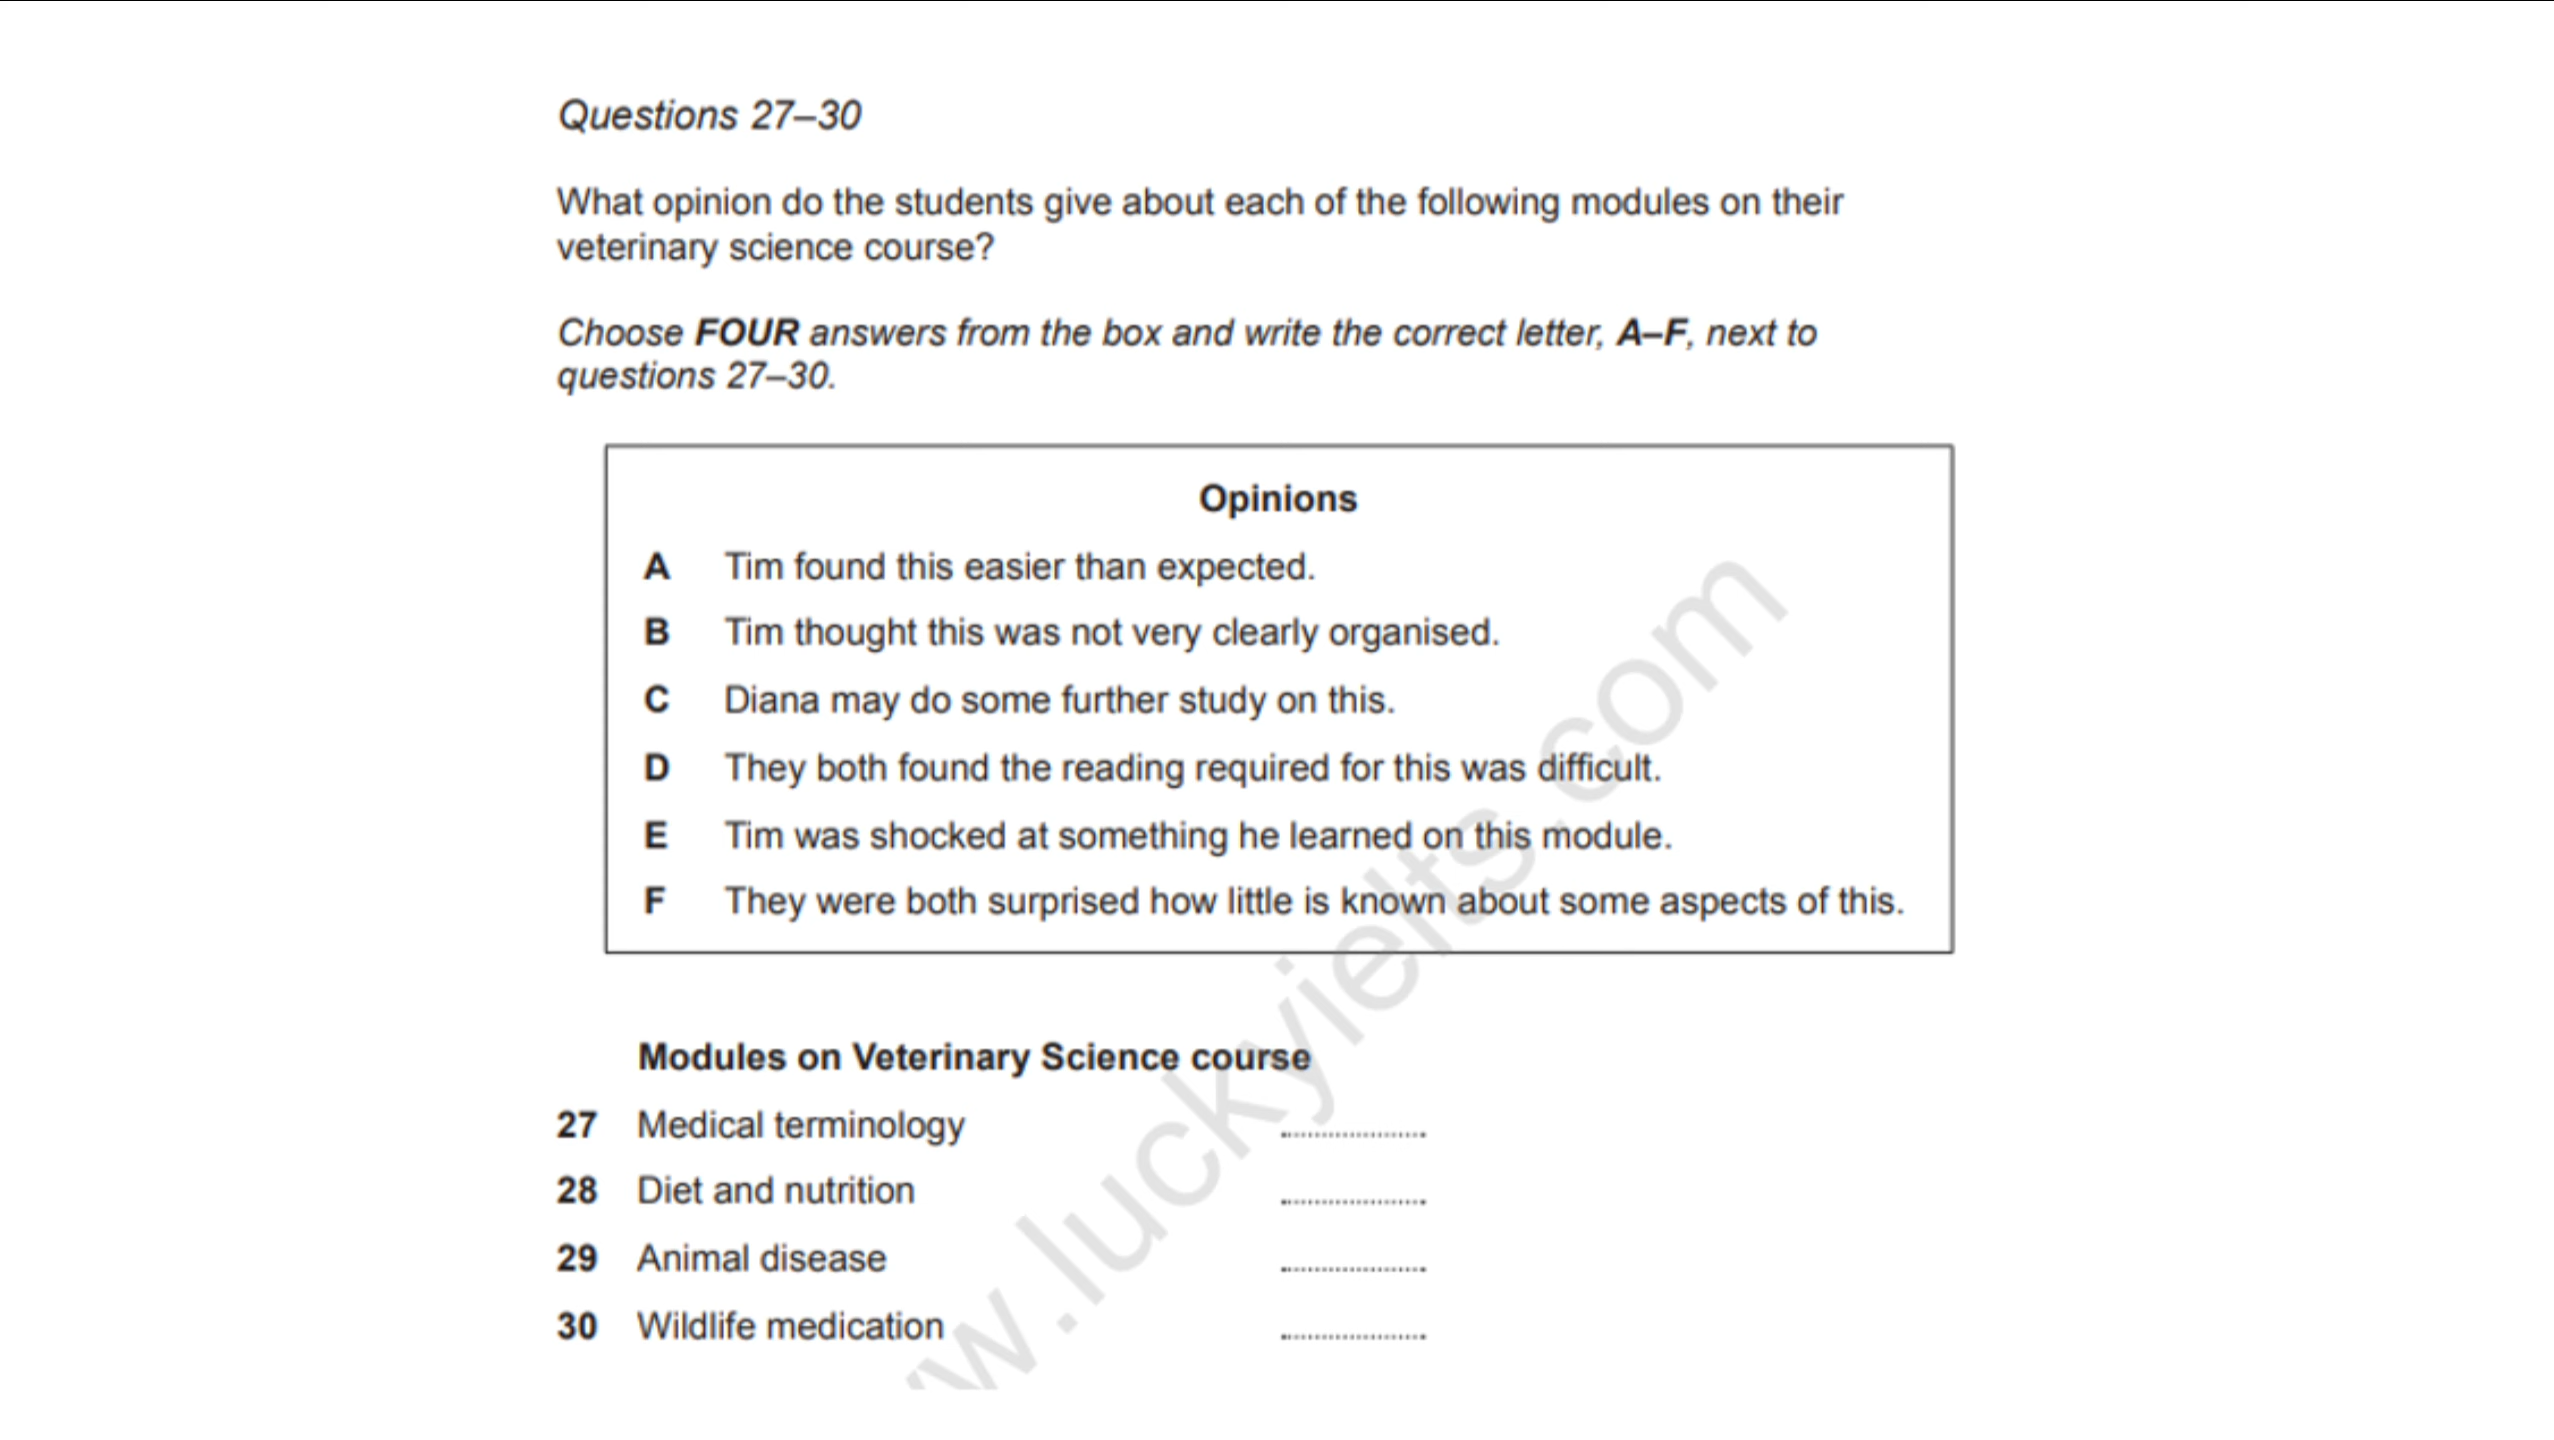 Questions 27–30
What opinion do the students give about each of the following modules on their
veterinary science course?
Choose FOUR answers from the box and write the correct letter, A–F, next to
questions 27–30.
Opinions
A Tim found this easier than expected.
B Tim thought this was not very clearly organised.
C Diana may do some further study on this.
D They both found the reading required for this was difficult.
E Tim was shocked at something he learned on this module.
F They were both surprised how little is known about some aspects of this.
Modules on Veterinary Science course
27 Medical terminology ........................
28 Diet and nutrition ........................
29 Animal disease ........................
30 Wildlife medication ........................
w.luckyielts.com